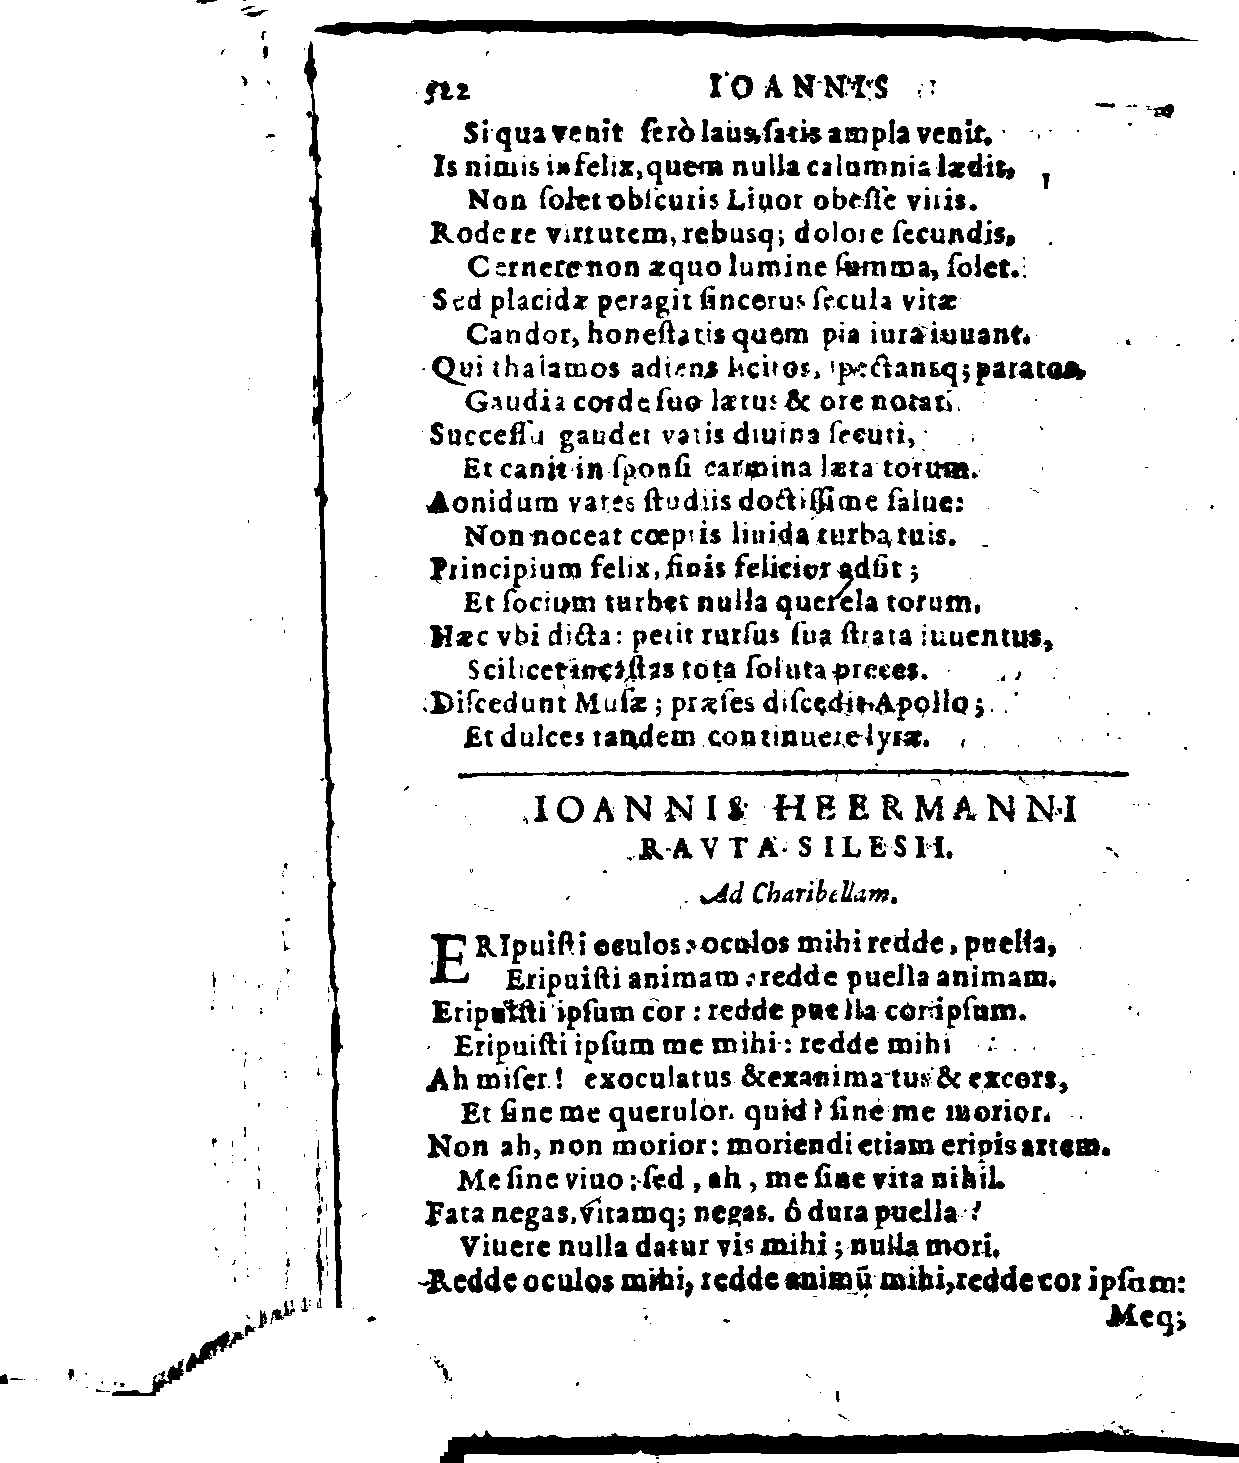 522 IOANNIS
Si qua venit ſerò laus, ſatis ampla venit.
Is nimis infelix, quem nulla calumnia lædit,
Non ſolet obſcuris Liuor obeſſe viris.
Rodere virtutem, rebusq; dolore ſecundis,
Cernere non æquo lumine ſumma, ſolet.
Sed placidæ peragit ſincerus ſecula vitæ
Candor, honeſtatis quem pia iura iuuant.
Qui thalamos adiens licitos, ſpectansq; paratos,
Gaudia corde ſuo lætus & ore notat.
Succeſſu gaudet vatis diuina ſecuti,
Et canit in ſponſi carmina læta torum.
Aonidum vates ſtudiis doctiſſime ſalue:
Non noceat cœptis liuida turba tuis.
Principium felix, finis felicior adſit;
Et ſocium turbet nulla querela torum.
Hæc vbi dicta: petit rurſus ſua ſtrata iuuentus,
Scilicet in caſtas tota ſoluta preces.
Diſcedunt Muſæ; præſes diſcedit Apollo;
Et dulces tandem continuere lyræ.
IOANNIS HEERMANNI
RAVTA SILESII.
Ad Charibellam.
ERIpuiſti oculos: oculos mihi redde, puella,
Eripuiſti animam: redde puella animam.
Eripuiſti ipſum cor: redde puella cor ipſum.
Eripuiſti ipſum me mihi: redde mihi
Ah miſer! exoculatus & exanimatus & excors,
Et ſine me querulor. quid? ſine me morior.
Non ah, non morior: moriendi etiam eripis artem.
Me ſine viuo: ſed, ah, me ſine vita nihil.
Fata negas, vitamq; negas. ô dura puella?
Viuere nulla datur vis mihi; nulla mori.
Redde oculos mihi, redde animū mihi, redde cor ipſum:
Meq;